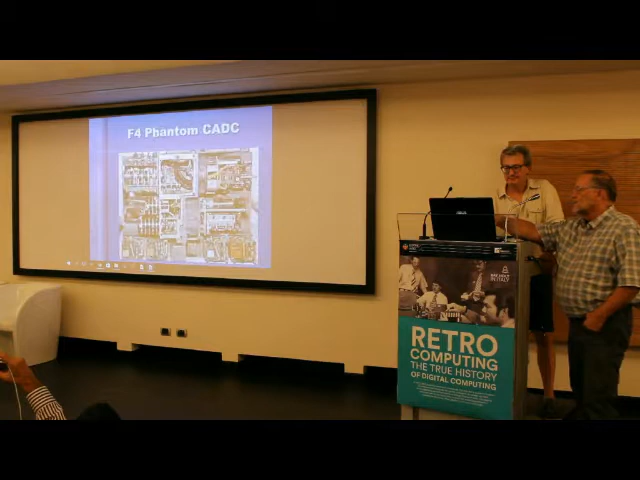 F4 Phantom CADC
RETRO
COMPUTING
THE TRUE HISTORY
OF DIGITAL COMPUTING